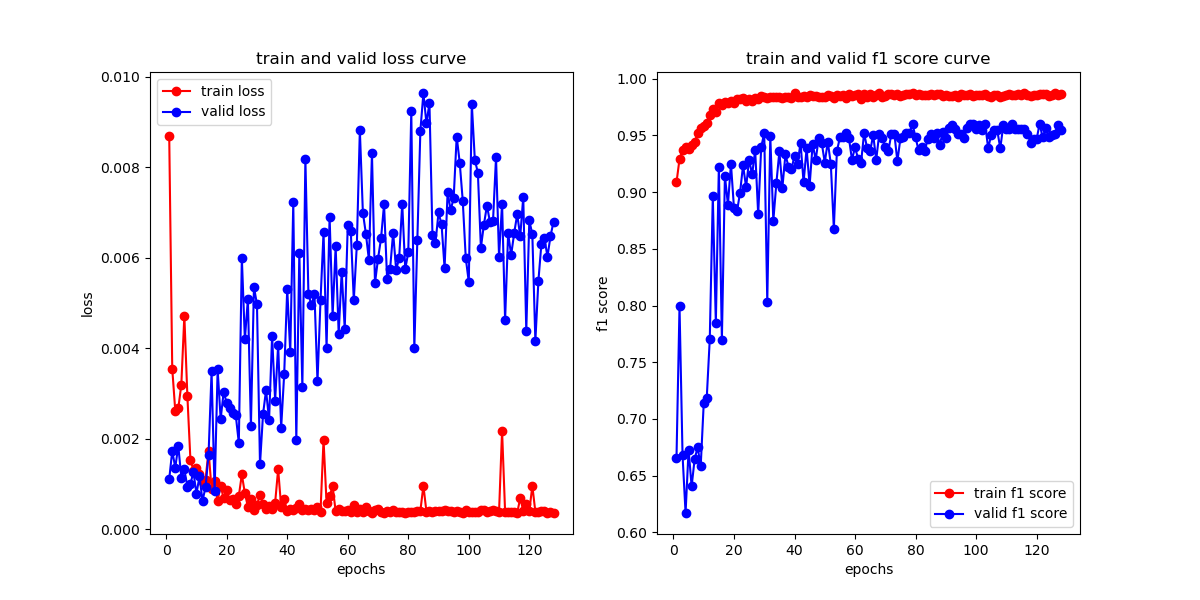 train and valid loss curve
0.010
0.008
0.006
0.004
0.002
0.000
loss
train loss
valid loss
0 20 40 60 80 100 120
epochs
train and valid f1 score curve
1.00
0.95
0.90
0.85
0.80
0.75
0.70
0.65
0.60
f1 score
train f1 score
valid f1 score
0 20 40 60 80 100 120
epochs